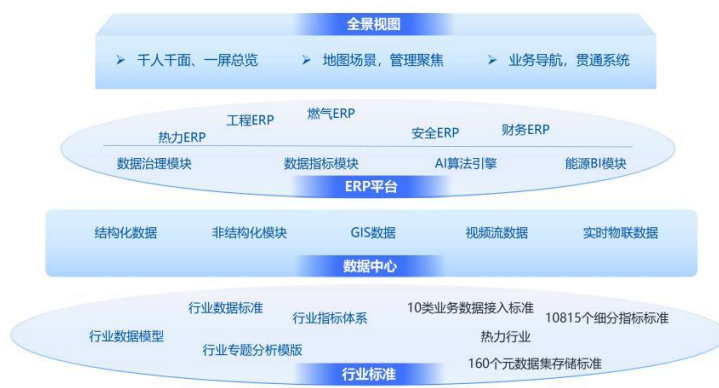 全景视图
➢ 千人千面、一屏总览 ➢ 地图场景，管理聚焦 ➢ 业务导航，贯通系统
燃气ERP
工程ERP
财务ERP
安全ERP
热力ERP
数据治理模块 数据指标模块 AI算法引擎 能源BI模块
ERP平台
结构化数据 非结构化模块 GIS数据 视频流数据 实时物联数据
数据中心
行业数据标准 10类业务数据接入标准
行业指标体系 10815个细分指标标准
行业数据模型 热力行业
行业专题分析模版
160个元数据集存储标准
行业标准